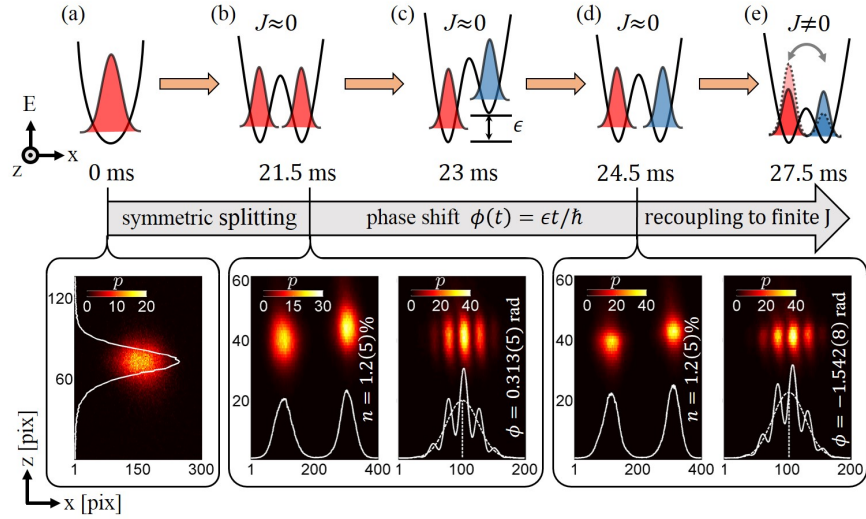 (a) (b) (c) (d) (e)
J≈0 J≈0 J≈0 J≠0
E
z x
ϵ
0 ms 21.5 ms 23 ms 24.5 ms 27.5 ms
symmetric splitting phase shift ϕ(t) = ϵt/ħ recoupling to finite J
p
0 10 20
120
60
1
1 150 300
p
0 15 30
n = 1.2(5)%
60
40
20
1 200 400
p
0 20 40
ϕ = 0.313(5) rad
1 100 200
p
0 20 40
n = 1.2(5)%
60
40
20
1 200 400
p
0 20 40
ϕ = −1.542(8) rad
1 100 200
z [pix]
x [pix]